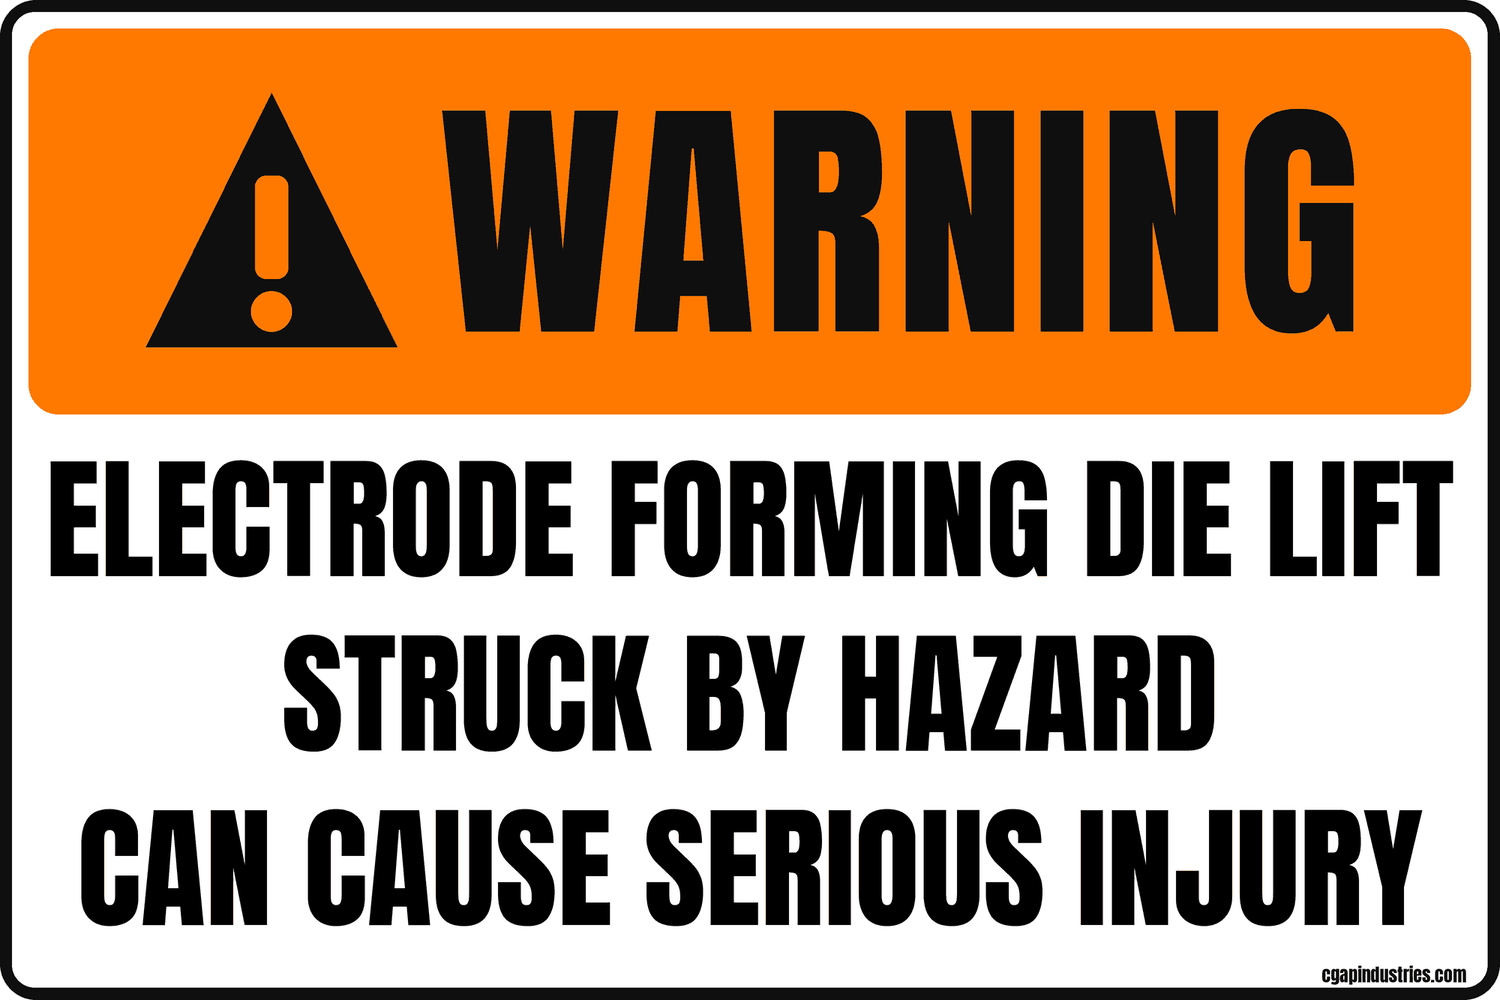 WARNING
ELECTRODE FORMING DIE LIFT
STRUCK BY HAZARD
CAN CAUSE SERIOUS INJURY
cgapindustries.com